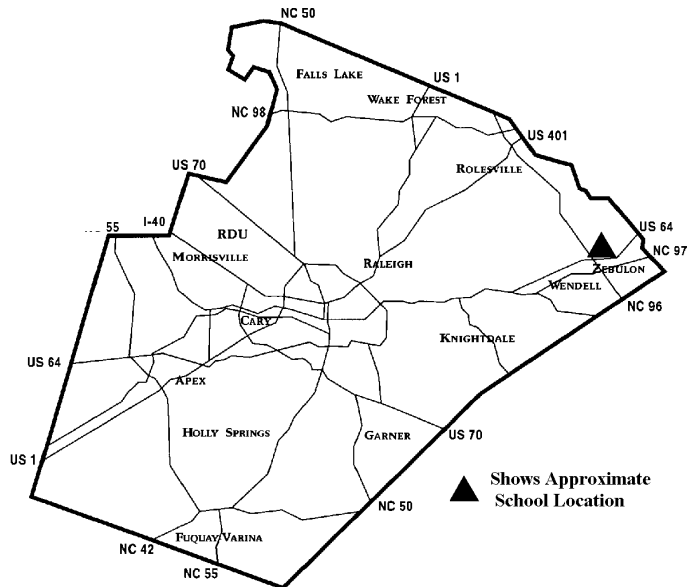 NC 50
FALLS LAKE
US 1
WAKE FOREST
NC 98
US 401
US 70
ROLESVILLE
55
I-40
RDU
US 64
MORRISVILLE
RALEIGH
NC 97
ZEBULON
WENDELL
NC 96
CARY
KNIGHTDALE
US 64
APEX
HOLLY SPRINGS
GARNER
US 70
US 1
Shows Approximate
School Location
NC 50
FUQUAY VARINA
NC 42
NC 55